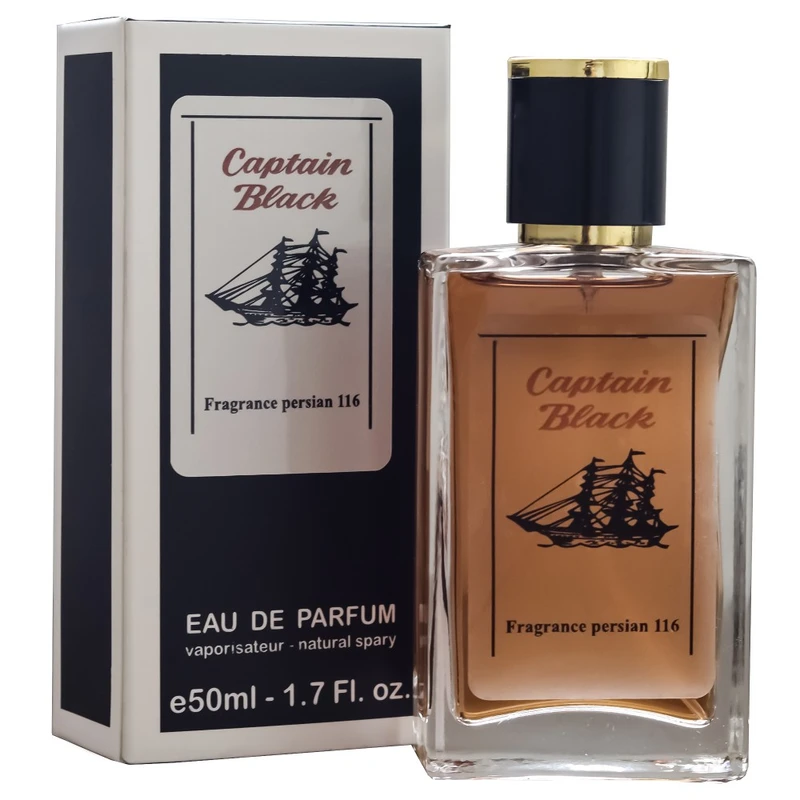 Captain
Black
Fragrance persian 116
EAU DE PARFUM
vaporisateur - natural spary
e50ml - 1.7 Fl. oz.
Captain
Black
Fragrance persian 116